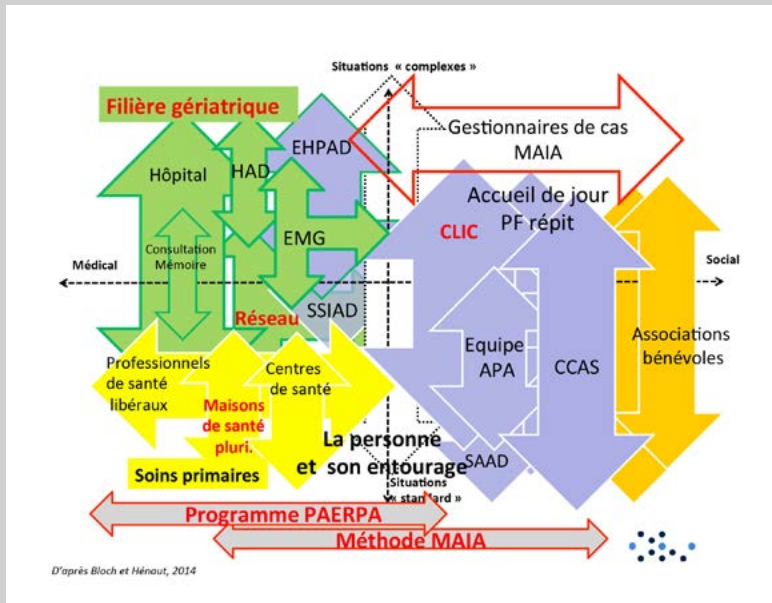 Situations « complexes »
Filière gériatrique
Gestionnaires de cas
MAIA
EHPAD
Hôpital
HAD
Accueil de jour
PF répit
CLIC
EMG
Consultation
Mémoire
Médical
Social
SSIAD
Réseau
Professionnels
de santé
libéraux
Centres
de santé
Equipe
APA
CCAS
Associations
bénévoles
Maisons
de santé
pluri.
La personne
et son entourage
SAAD
Soins primaires
Situations
« standard »
Programme PAERPA
Méthode MAIA
D'après Bloch et Hénaut, 2014